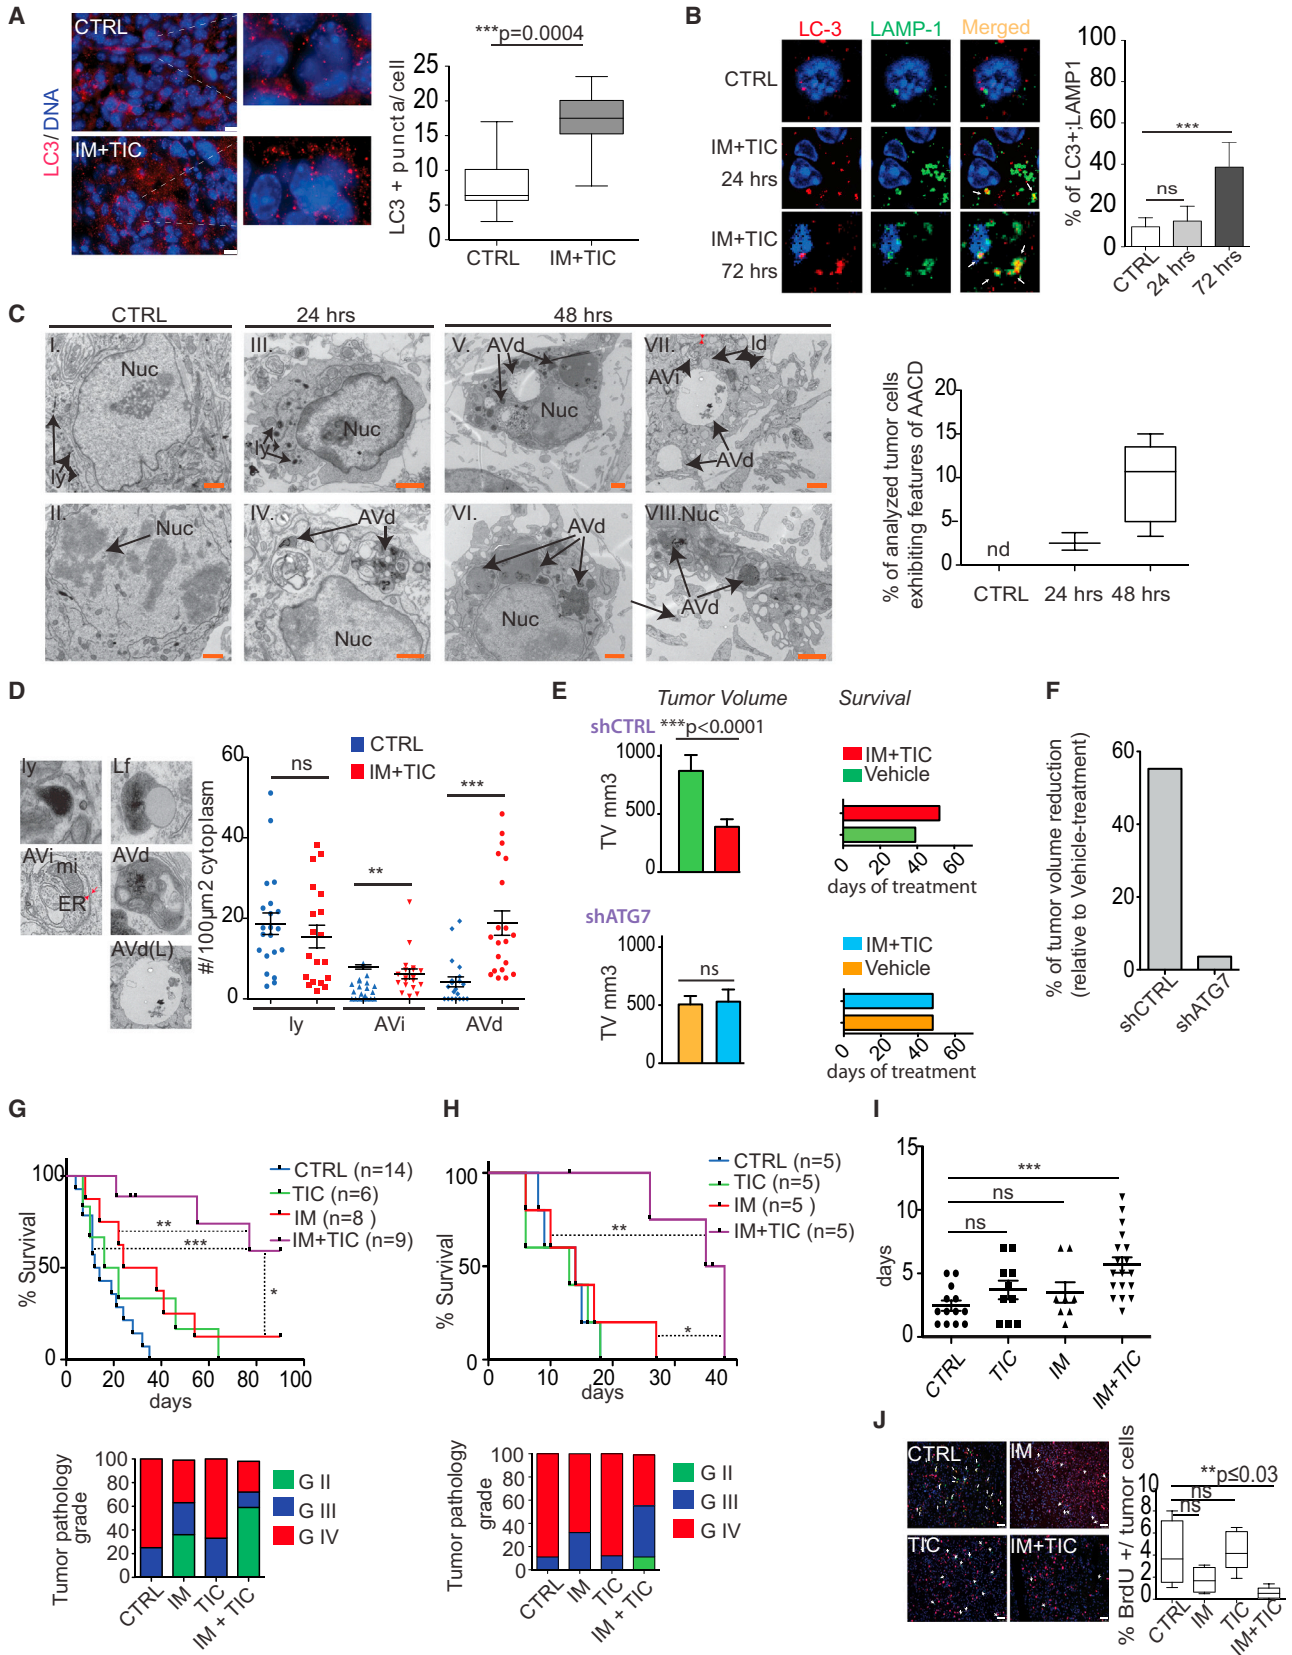 A
CTRL
IM+TIC
LC3/DNA
***p=0.0004
LC3 + puncta/cell
25
20
15
10
5
0
CTRL
IM+TIC
B
LC-3
LAMP-1
Merged
CTRL
IM+TIC
24 hrs
IM+TIC
72 hrs
% of LC3+;LAMP1
100
80
60
40
20
0
***
ns
CTRL
24 hrs
72 hrs
C
CTRL
24 hrs
48 hrs
I.
Nuc
ly
II.
Nuc
III.
ly
Nuc
IV.
AVd
Nuc
V.
AVd
Nuc
VI.
AVd
Nuc
VII.
ld
AVi
AVd
VIII.
Nuc
AVd
% of analyzed tumor cells
exhibiting features of AACD
20
15
10
5
0
nd
CTRL
24 hrs
48 hrs
D
ly
Lf
AVi
mi
ER
AVd
AVd(L)
#/100µm2 cytoplasm
60
40
20
0
CTRL
IM+TIC
ns
**
***
ly
AVi
AVd
E
Tumor Volume
Survival
shCTRL
***p<0.0001
TV mm3
1000
500
0
IM+TIC
Vehicle
0
20
40
60
days of treatment
shATG7
TV mm3
1000
500
0
ns
IM+TIC
Vehicle
0
20
40
60
days of treatment
F
% of tumor volume reduction
(relative to Vehicle-treatment)
60
40
20
0
shCTRL
shATG7
G
% Survival
100
50
0
0
20
40
60
80
100
days
CTRL (n=14)
TIC (n=6)
IM (n=8 )
IM+TIC (n=9)
**
***
*
Tumor pathology
grade
100
80
60
40
20
0
CTRL
IM
TIC
IM + TIC
G II
G III
G IV
H
% Survival
100
50
0
0
10
20
30
40
days
CTRL (n=5)
TIC (n=5)
IM (n=5 )
IM+TIC (n=5)
**
*
Tumor pathology
grade
100
80
60
40
20
0
CTRL
IM
TIC
IM + TIC
G II
G III
G IV
I
days
15
10
5
0
***
ns
ns
CTRL
TIC
IM
IM+TIC
J
CTRL
IM
TIC
IM+TIC
% BrdU +/ tumor cells
10
8
6
4
2
0
**p≤0.03
ns
ns
CTRL
IM
TIC
IM+TIC